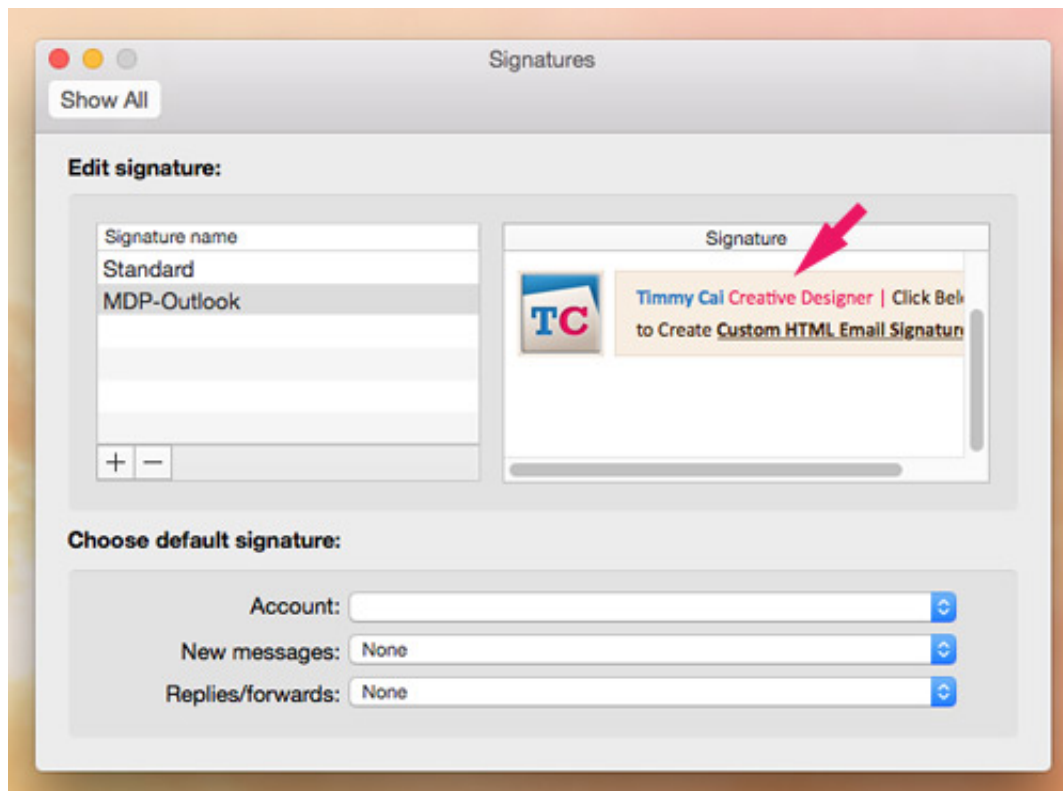 Signatures
Show All
Edit signature:
Signature name
Standard
MDP-Outlook
+ −
Signature
TC
Timmy Cai Creative Designer | Click
to Create Custom HTML Email
Choose default signature:
Account:
New messages: None
Replies/forwards: None